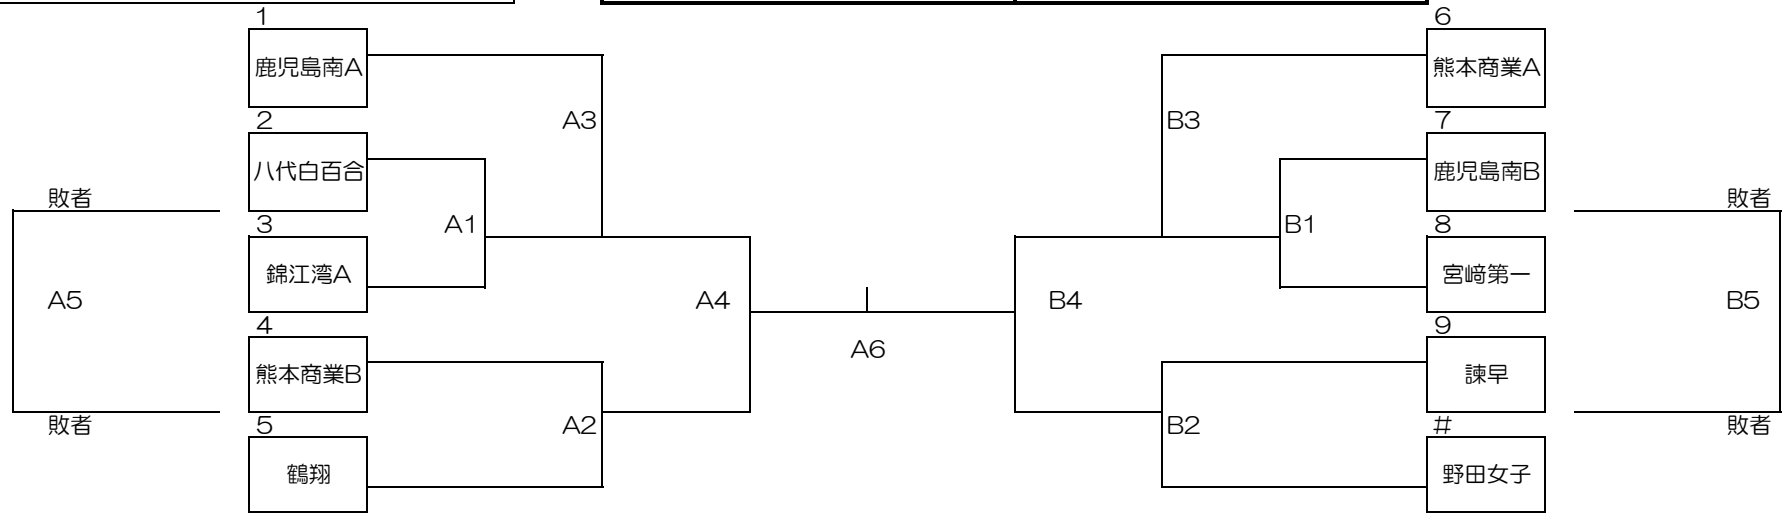 1
鹿児島南A
2
八代白百合
3
錦江湾A
4
熊本商業B
5
鶴翔
敗者
A5
敗者
A3
A1
A4
A2
A6
B3
B1
B4
B2
6
熊本商業A
7
鹿児島南B
8
宮﨑第一
9
諫早
#
野田女子
敗者
B5
敗者